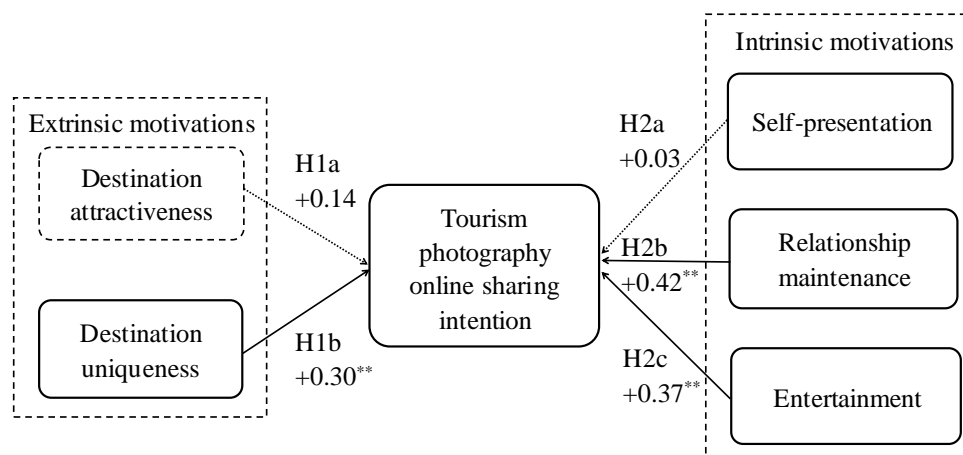 Extrinsic motivations
Destination
attractiveness
Destination
uniqueness
H1a
+0.14
H1b
+0.30**
Tourism
photography
online sharing
intention
H2a
+0.03
H2b
+0.42**
H2c
+0.37**
Intrinsic motivations
Self-presentation
Relationship
maintenance
Entertainment